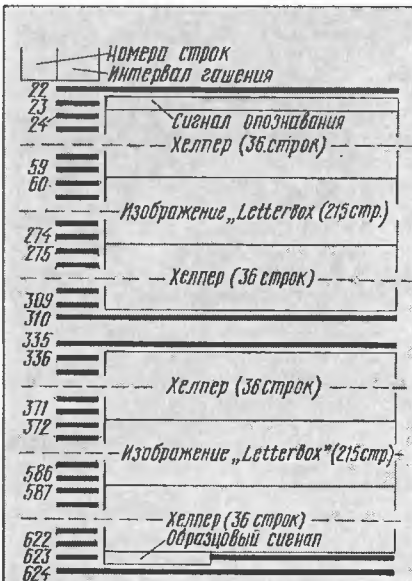 Номера строк
Интервал гашения
22
23
24
Сигнал опознавания
Хелпер (36 строк)
59
60
Изображение „Letterbox (215 стр.)
274
275
Хелпер (36 строк)
309
310
335
336
Хелпер (36 строк)
371
372
Изображение „Letterbox" (215 стр.)
586
587
Хелпер (36 строк)
622
Образцовый сигнал
623
624